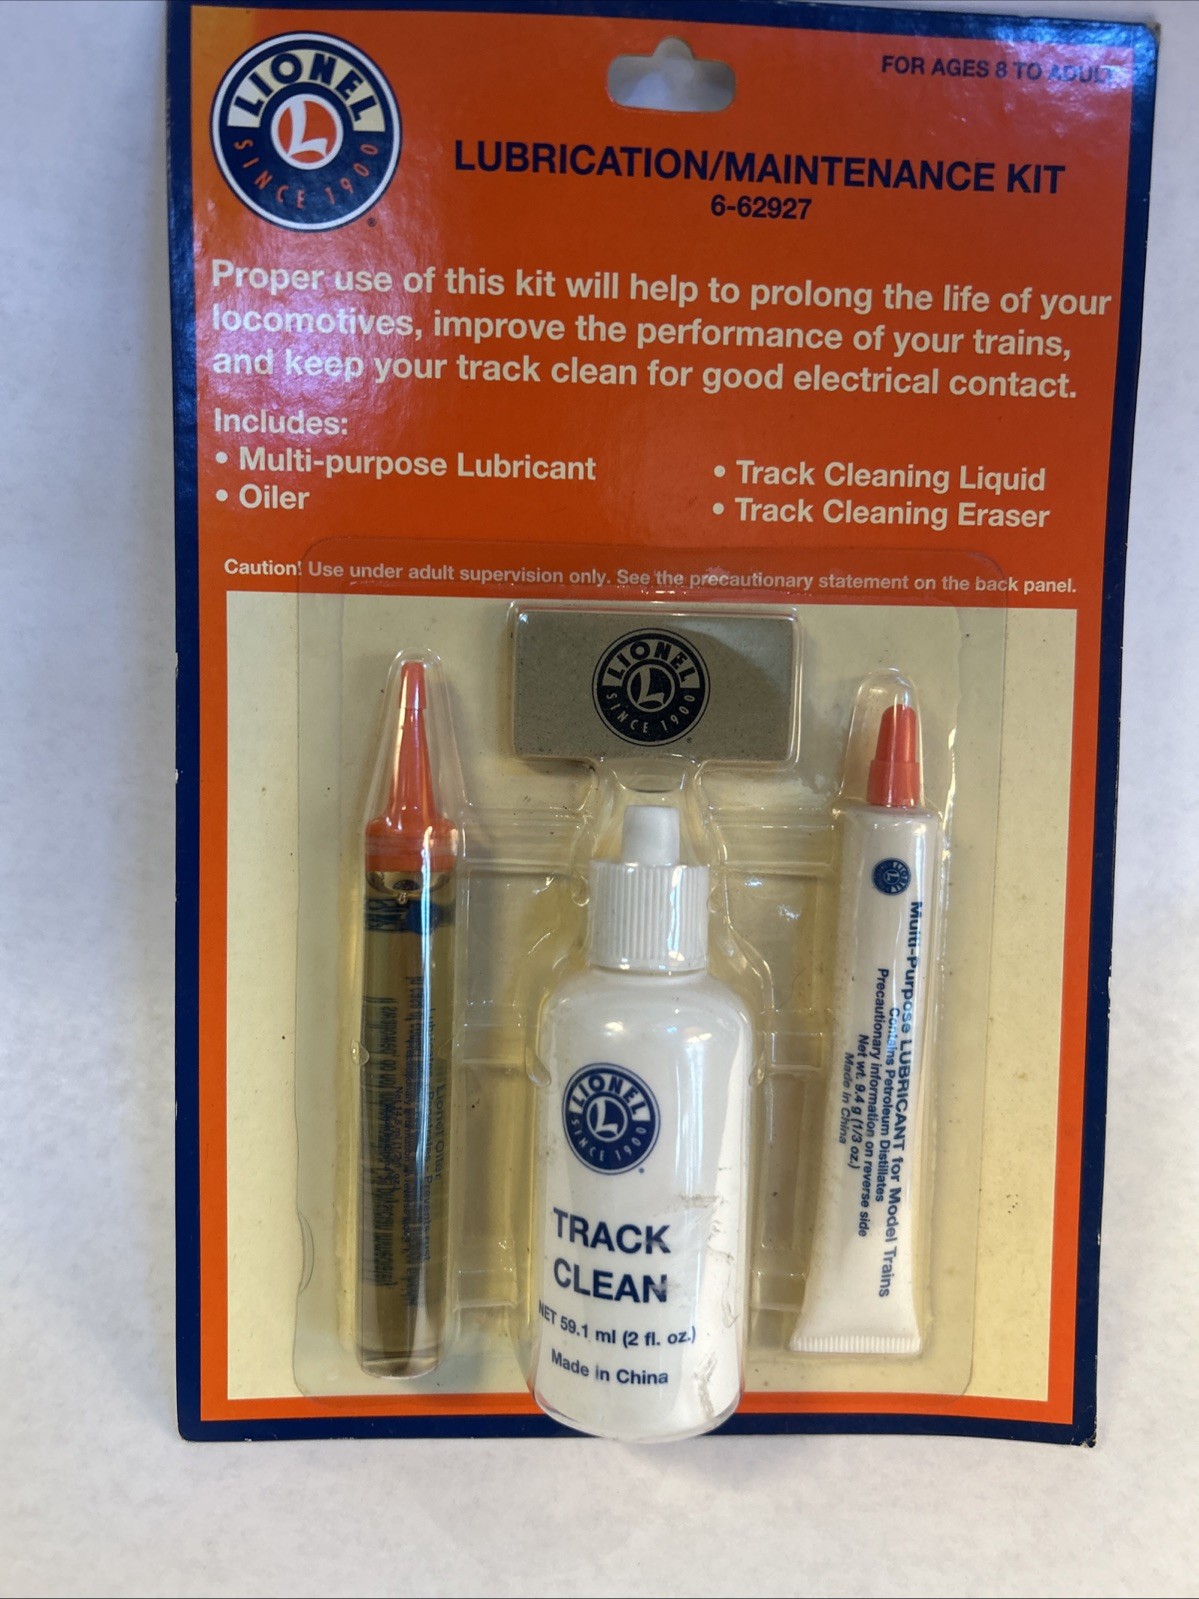 LIONEL
L
SINCE 1900
®
FOR AGES 8 TO ADULT
LUBRICATION/MAINTENANCE KIT
6-62927
Proper use of this kit will help to prolong the life of your
locomotives, improve the performance of your trains,
and keep your track clean for good electrical contact.
Includes:
• Multi-purpose Lubricant
• Oiler
• Track Cleaning Liquid
• Track Cleaning Eraser
Caution! Use under adult supervision only. See the precautionary statement on the back panel.
LIONEL
L
SINCE 1900
®
LIONEL
L
SINCE 1900
®
TRACK
CLEAN
NET 59.1 ml (2 fl. oz.)
Made in China
L
Multi-Purpose LUBRICANT for Model Trains
Contains Petroleum Distillates
Precautionary information on reverse side
Net wt. 9.4 g (1/3 oz.)
Made in China
Lionel Oiler